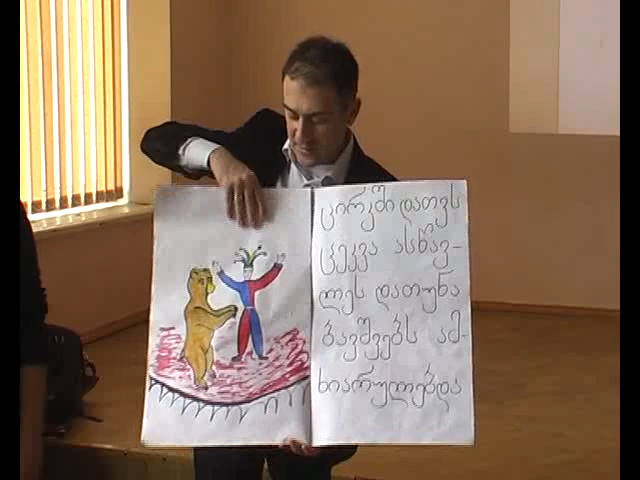 ცირკში დათვს
ცეკვა ასწავ-
ლეს დათუნა
ბავშვებს ამ-
ხიარულებდა